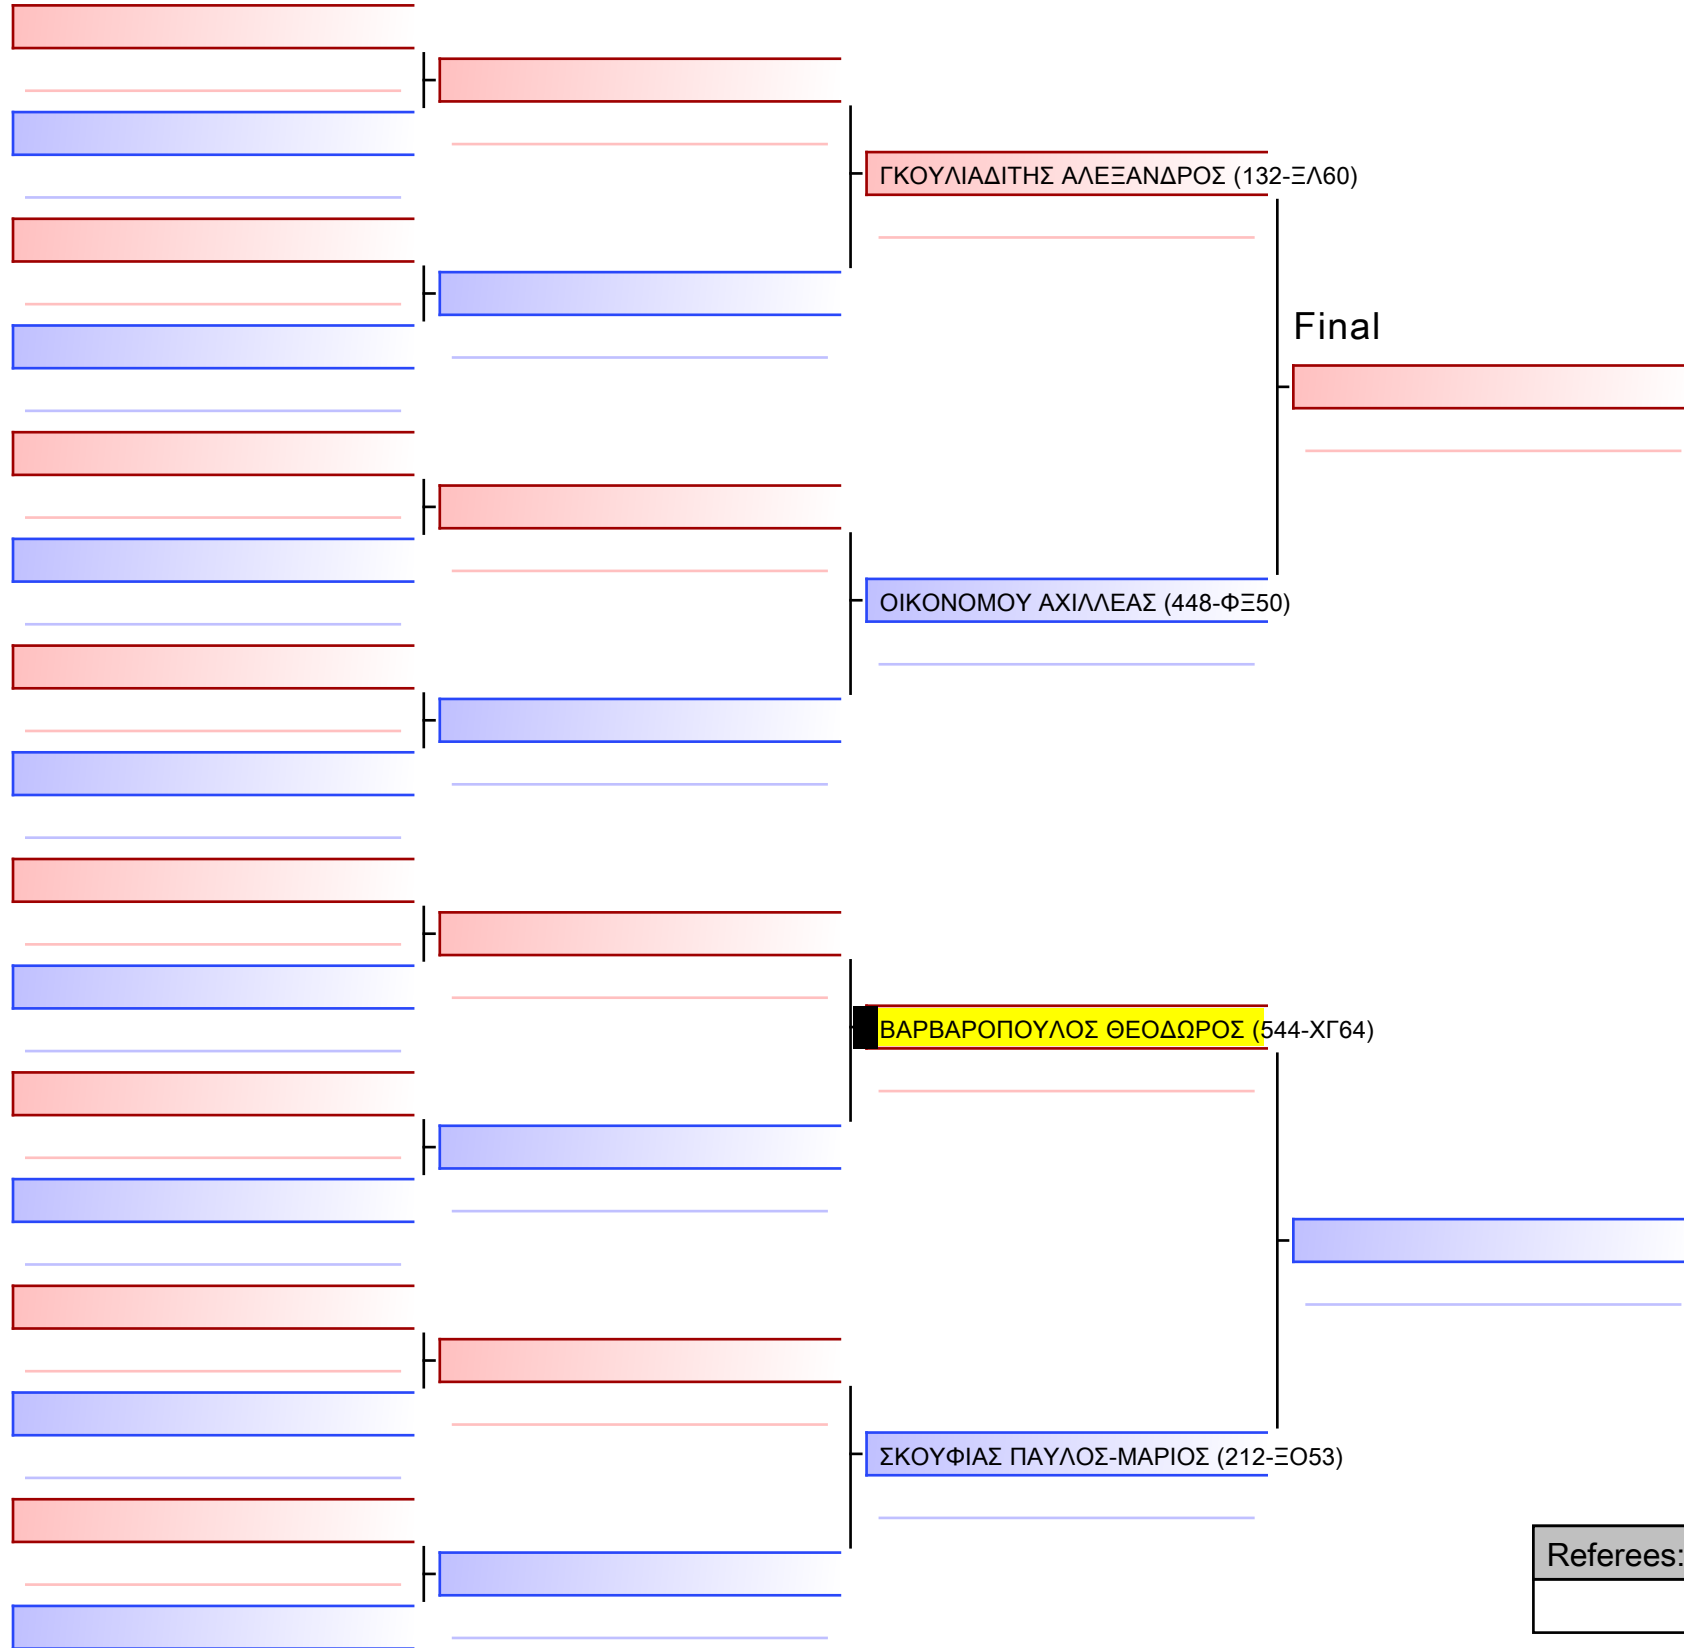 ΓΚΟΥΛΙΑΔΙΤΗΣ ΑΛΕΞΑΝΔΡΟΣ (132-ΞΛ60)
Final
ΟΙΚΟΝΟΜΟΥ ΑΧΙΛΛΕΑΣ (448-ΦΞ50)
ΒΑΡΒΑΡΟΠΟΥΛΟΣ ΘΕΟΔΩΡΟΣ (544-ΧΓ64)
ΣΚΟΥΦΙΑΣ ΠΑΥΛΟΣ-ΜΑΡΙΟΣ (212-ΞΟ53)
Referees: